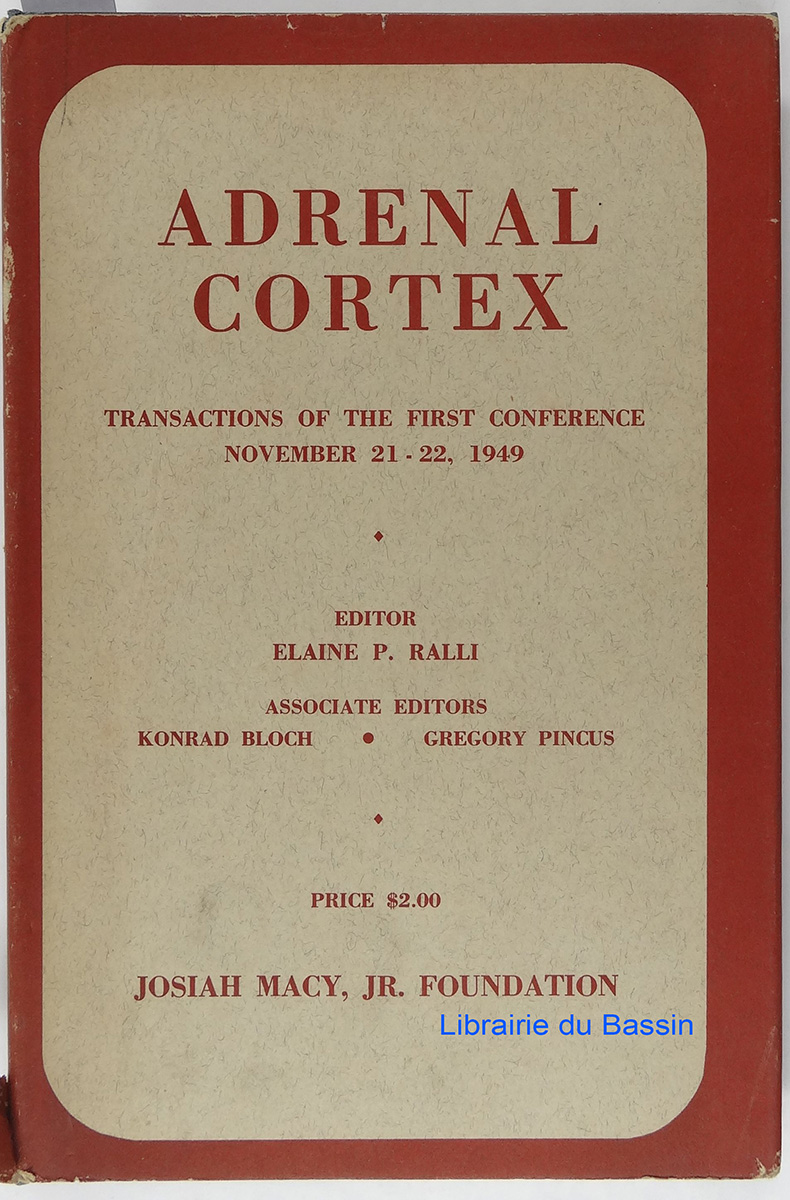 ADRENAL
CORTEX
TRANSACTIONS OF THE FIRST CONFERENCE
NOVEMBER 21 - 22, 1949
EDITOR
ELAINE P. RALLI
ASSOCIATE EDITORS
KONRAD BLOCH • GREGORY PINCUS
PRICE $2.00
JOSIAH MACY, JR. FOUNDATION
Librairie du Bassin